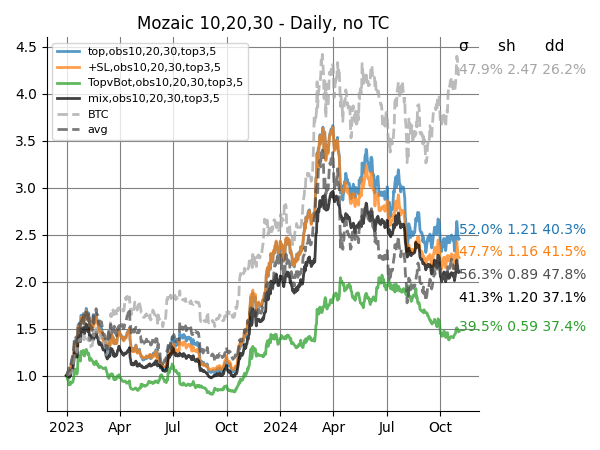 Mozaic 10,20,30 - Daily, no TC
σ sh dd
top,obs10,20,30,top3,5
+SL,obs10,20,30,top3,5
TopvBot,obs10,20,30,top3,5
mix,obs10,20,30,top3,5
BTC
avg
47.9% 2.47 26.2%
52.0% 1.21 40.3%
47.7% 1.16 41.5%
56.3% 0.89 47.8%
41.3% 1.20 37.1%
39.5% 0.59 37.4%
4.5
4.0
3.5
3.0
2.5
2.0
1.5
1.0
2023 Apr Jul Oct 2024 Apr Jul Oct